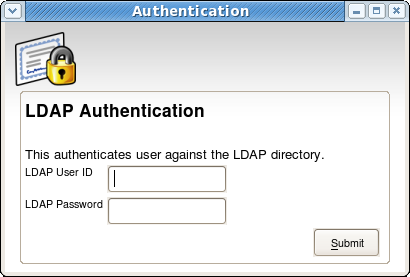 Authentication
LDAP Authentication
This authenticates user against the LDAP directory.
LDAP User ID
LDAP Password
Submit